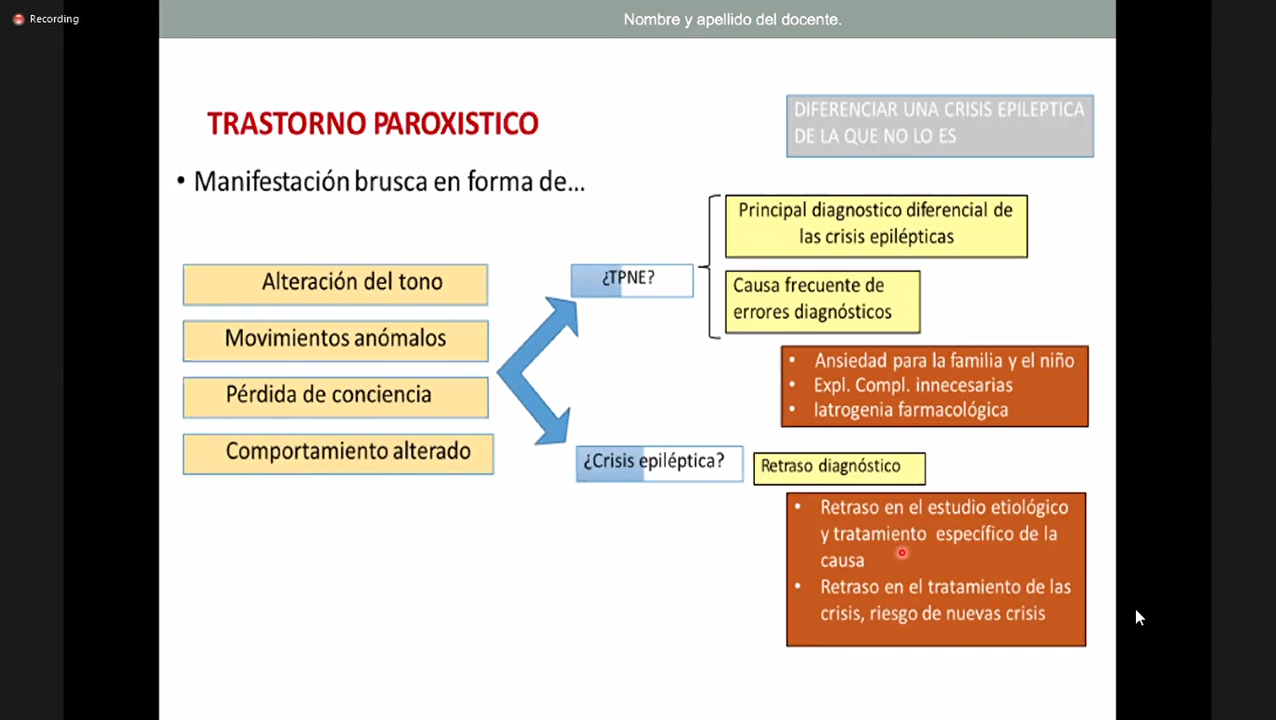 Recording
Nombre y apellido del docente.
TRASTORNO PAROXISTICO
DIFERENCIAR UNA CRISIS EPILEPTICA
DE LA QUE NO LO ES
• Manifestación brusca en forma de...
Alteración del tono
Movimientos anómalos
Pérdida de conciencia
Comportamiento alterado
¿TPNE?
Principal diagnostico diferencial de
las crisis epilépticas
Causa frecuente de
errores diagnósticos
• Ansiedad para la familia y el niño
• Expl. Compl. innecesarias
• Iatrogenia farmacológica
¿Crisis epiléptica?
Retraso diagnóstico
• Retraso en el estudio etiológico
y tratamiento específico de la
causa
• Retraso en el tratamiento de las
crisis, riesgo de nuevas crisis